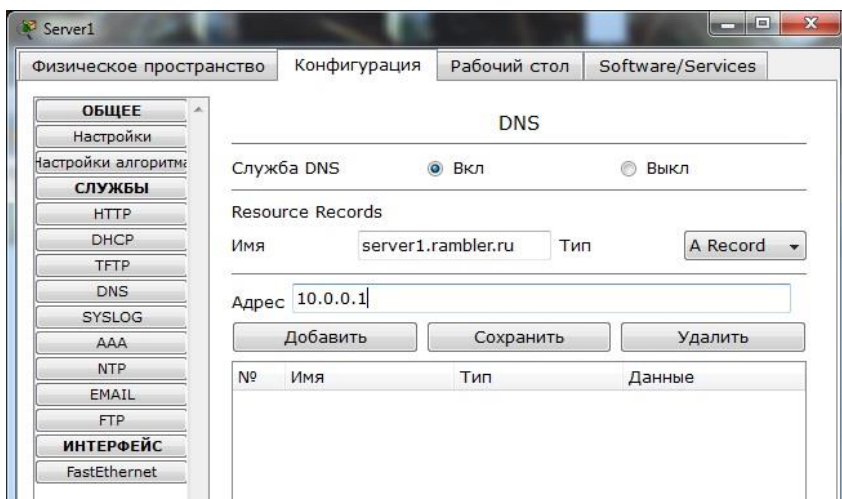 Server1
Физическое пространство
Конфигурация
Рабочий стол
Software/Services
ОБЩЕЕ
Настройки
Настройки алгоритма
СЛУЖБЫ
HTTP
DHCP
TFTP
DNS
SYSLOG
AAA
NTP
EMAIL
FTP
ИНТЕРФЕЙС
FastEthernet
DNS
Служба DNS Вкл Выкл
Resource Records
Имя server1.rambler.ru Тип A Record
Адрес 10.0.0.1
Добавить Сохранить Удалить
№ Имя Тип Данные